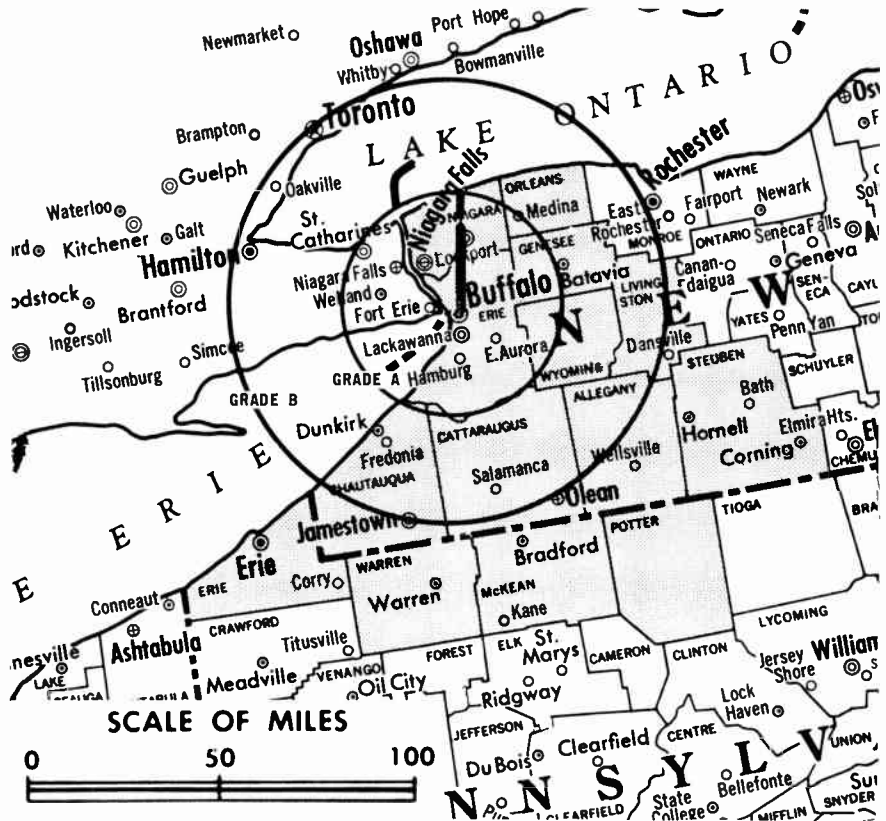 Newmarket
Oshawa
Port Hope
Whitby
Bowmanville
Toronto
LAKE ONTARIO
Brampton
Guelph
Oakville
Waterloo
Kitchener
Galt
Hamilton
St. Catharines
Niagara Falls
Niagara Falls
Welland
Fort Erie
Brantford
Ingersoll
Simcoe
Tillsonburg
NIAGARA
Lockport
ORLEANS
Medina
GENESEE
Batavia
Buffalo
ERIE
Lackawanna
E. Aurora
Hamburg
WYOMING
GRADE A
GRADE B
Rochester
East Rochester
MONROE
Fairport
WAYNE
Newark
ONTARIO
Seneca Falls
Geneva
Canandaigua
SENECA
LIVINGSTON
Dansville
YATES
Penn Yan
STEUBEN
SCHUYLER
Bath
Hornell
Corning
Elmira Hts.
ALLEGANY
Wellsville
CATTARAUGUS
Salamanca
Olean
Dunkirk
Fredonia
CHAUTAUQUA
Jamestown
NEW
ERIE
Erie
ERIE
Corry
WARREN
Warren
McKEAN
Bradford
Kane
POTTER
TIOGA
Conneaut
Ashtabula
LAKE
CRAWFORD
Titusville
Meadville
VENANGO
Oil City
FOREST
ELK
St. Marys
Ridgway
CAMERON
CLINTON
LYCOMING
Jersey Shore
William
Lock Haven
JEFFERSON
DuBois
Clearfield
CLEARFIELD
CENTRE
UNION
Bellefonte
State College
MIFFLIN
SNYDER
NNSYLV
SCALE OF MILES
0 50 100